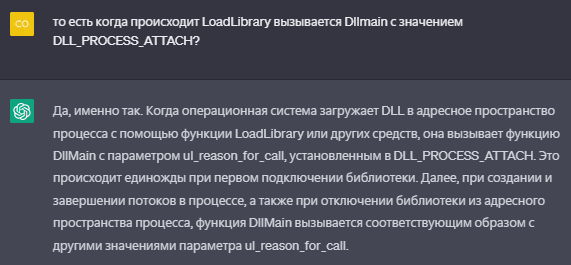 CO
то есть когда происходит LoadLibrary вызывается Dllmain с значением
DLL_PROCESS_ATTACH?
Да, именно так. Когда операционная система загружает DLL в адресное пространство
процесса с помощью функции LoadLibrary или других средств, она вызывает функцию
DllMain с параметром ul_reason_for_call, установленным в DLL_PROCESS_ATTACH. Это
происходит единожды при первом подключении библиотеки. Далее, при создании и
завершении потоков в процессе, а также при отключении библиотеки из адресного
пространства процесса, функция DllMain вызывается соответствующим образом с
другими значениями параметра ul_reason_for_call.